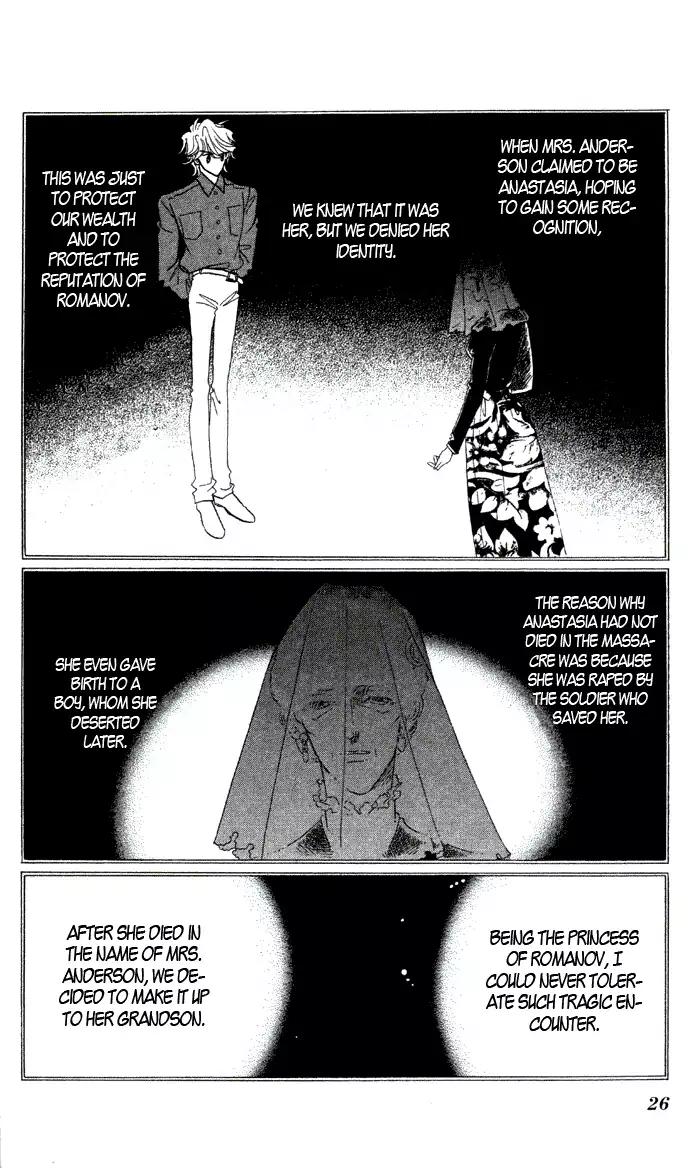 WHEN MRS. ANDER-
SON CLAIMED TO BE
ANASTASIA, HOPING
TO GAIN SOME REC-
OGNITION,
WE KNEW THAT IT WAS
HER, BUT WE DENIED HER
IDENTITY.
THIS WAS JUST
TO PROTECT
OUR WEALTH
AND TO
PROTECT THE
REPUTATION OF
ROMANOV.
THE REASON WHY
ANASTASIA HAD NOT
DIED IN THE MASSA-
CRE WAS BECAUSE
SHE WAS RAPED BY
THE SOLDIER WHO
SAVED HER.
SHE EVEN GAVE
BIRTH TO A
BOY, WHOM SHE
DESERTED
LATER.
BEING THE PRINCESS
OF ROMANOV, I
COULD NEVER TOLER-
ATE SUCH TRAGIC EN-
COUNTER.
AFTER SHE DIED IN
THE NAME OF MRS.
ANDERSON, WE DE-
CIDED TO MAKE IT UP
TO HER GRANDSON.
26